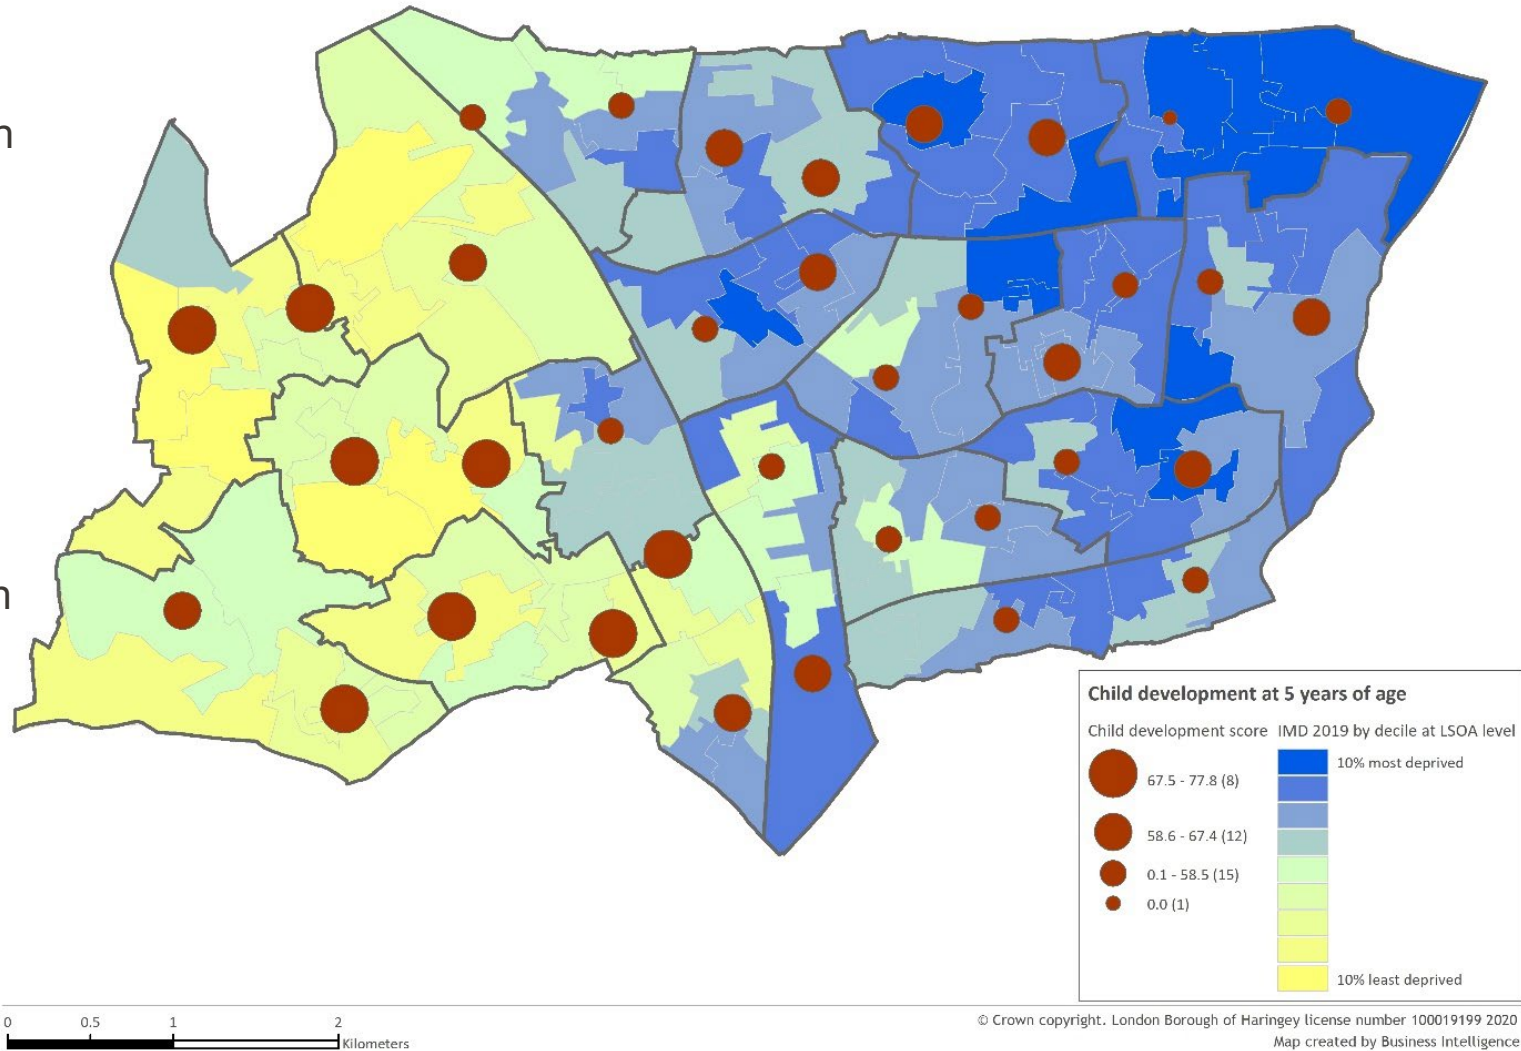 n
n
Child development at 5 years of age
Child development score
IMD 2019 by decile at LSOA level
67.5 - 77.8 (8)
58.6 - 67.4 (12)
0.1 - 58.5 (15)
0.0 (1)
10% most deprived
10% least deprived
0 0.5 1 2
Kilometers
© Crown copyright. London Borough of Haringey license number 100019199 2020
Map created by Business Intelligence